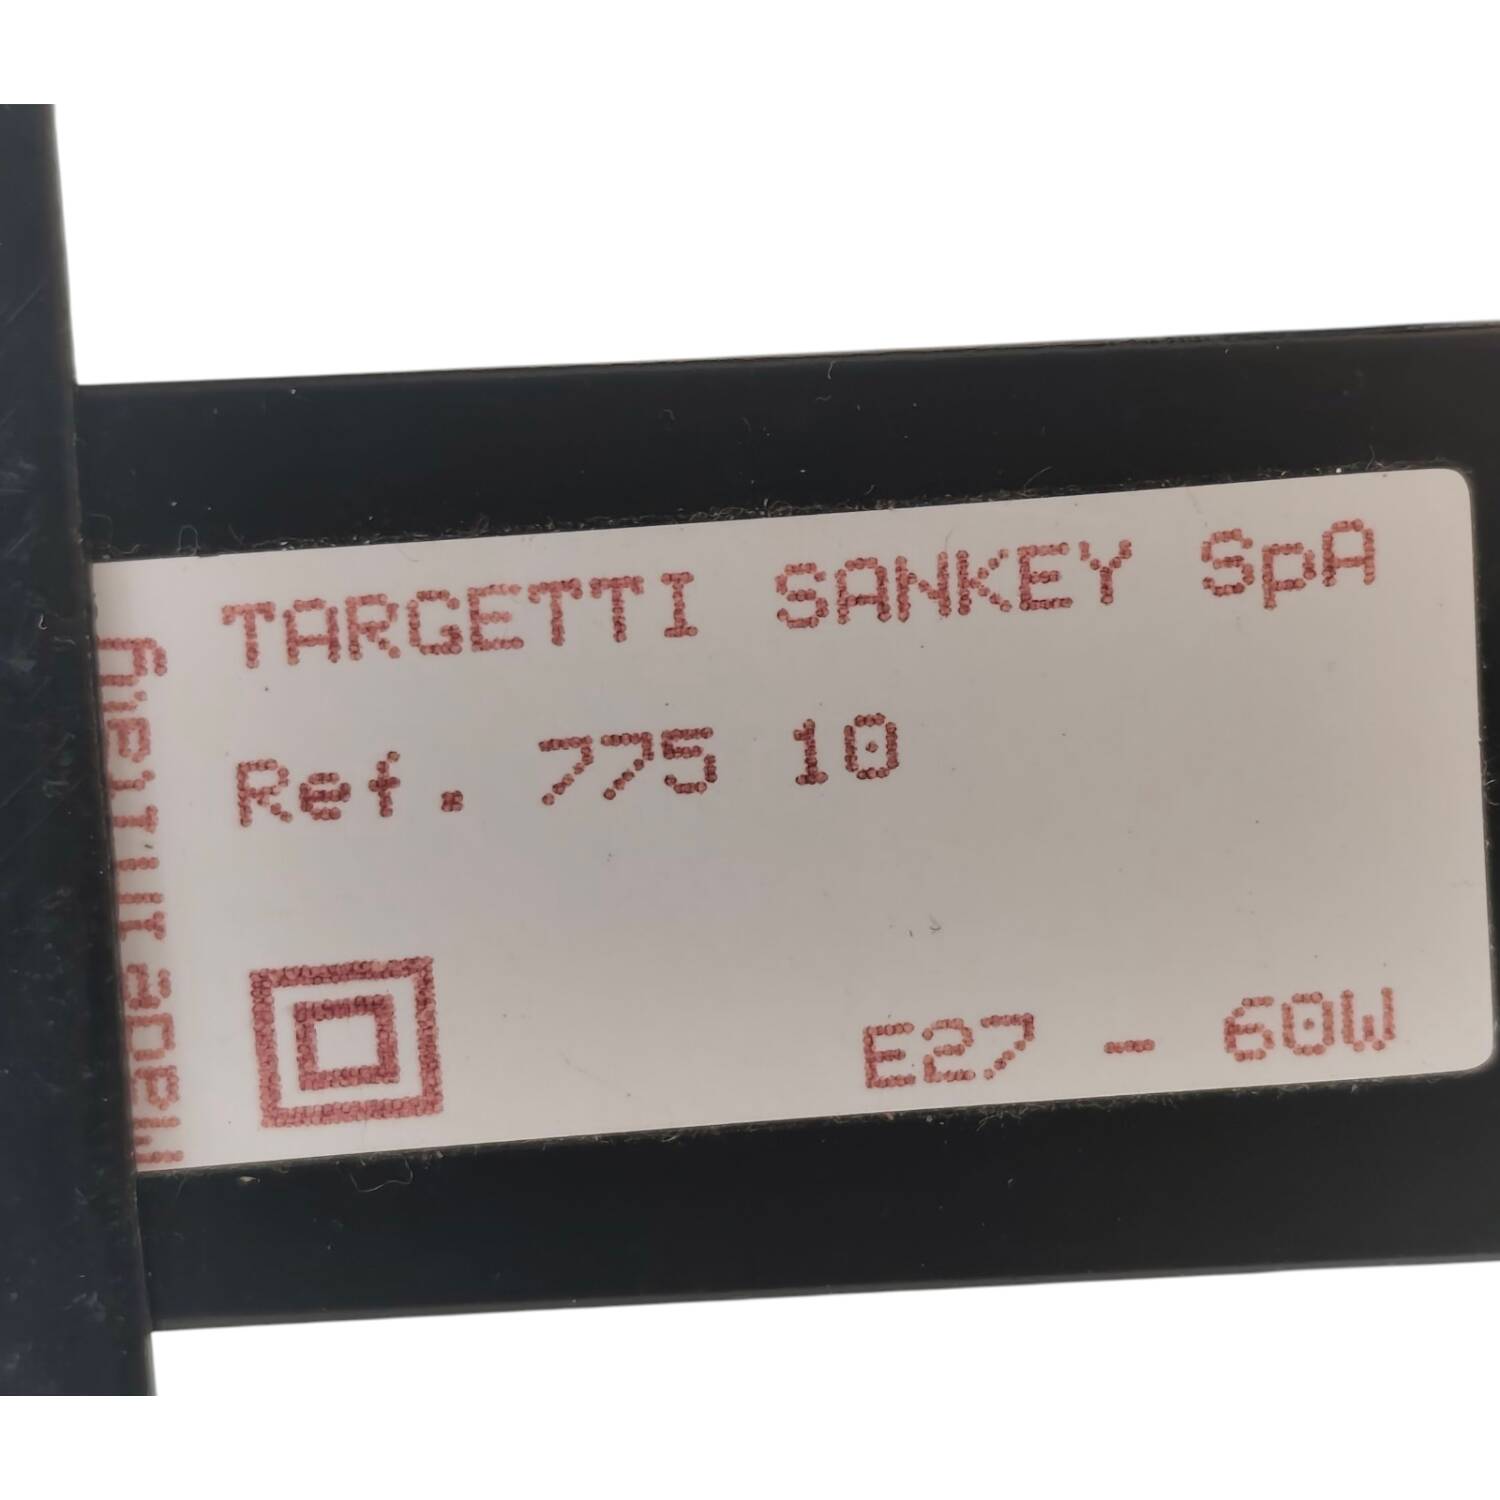 TARGETTI SANKEY SpA
Ref. 775 10
E27 - 60W